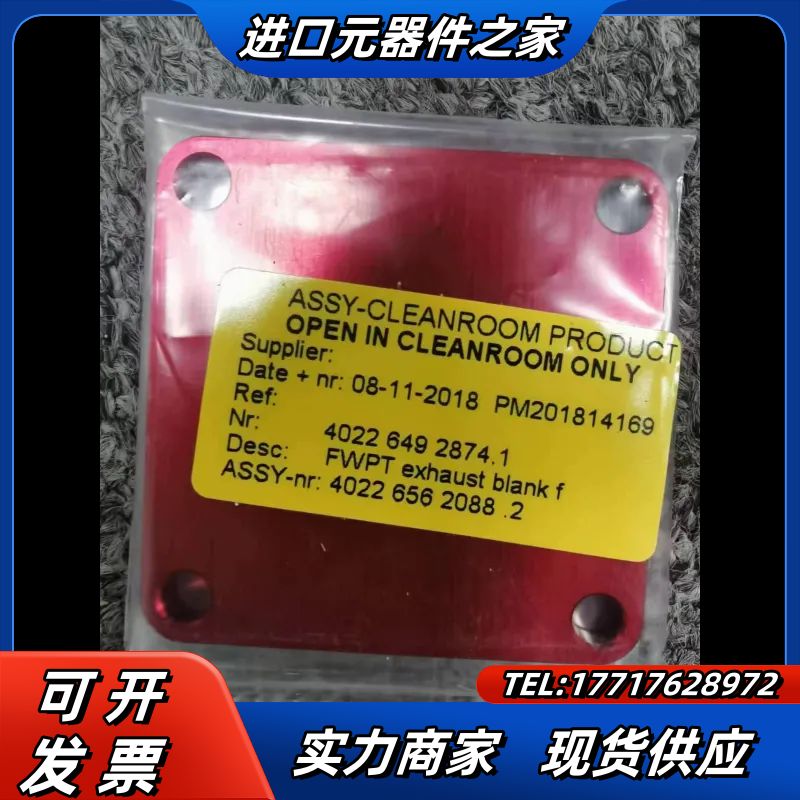 进口元器件之家
ASSY-CLEANROOM PRODUCT
OPEN IN CLEANROOM ONLY
Supplier:
Date + nr: 08-11-2018 PM201814169
Ref:
Nr: 4022 649 2874.1
Desc: FWPT exhaust blank f
ASSY-nr: 4022 656 2088 .2
TEL:17717628972
可开
发票
实力商家 现货供应